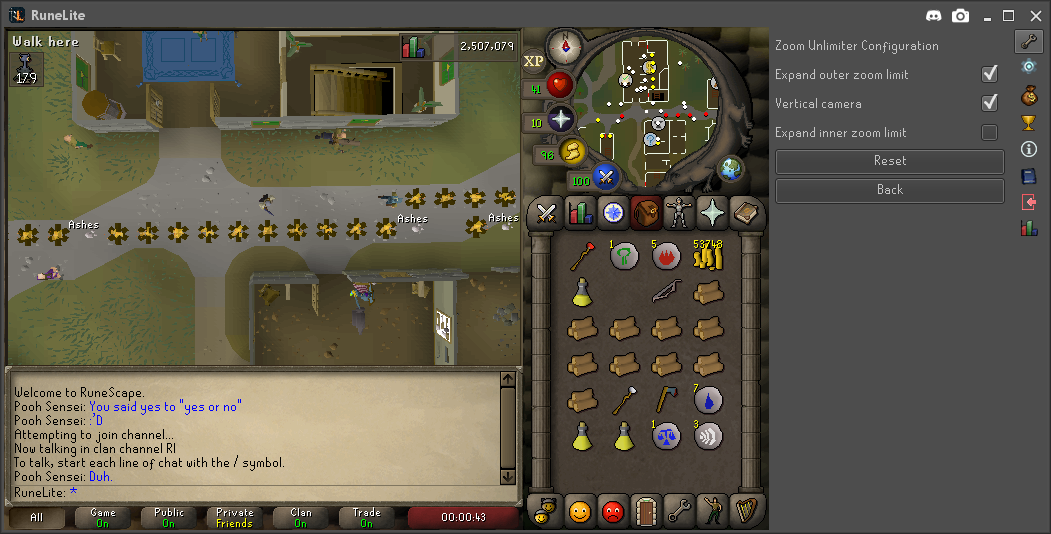 RuneLite
Walk here
179
2,507,079
XP
41
10
96
100
Ashes
Ashes
Ashes
1
5
53748
7
1
3
Welcome to RuneScape.
Pooh Sensei: You said yes to "yes or no"
Pooh Sensei: :'D
Attempting to join channel...
Now talking in clan channel RI
To talk, start each line of chat with the / symbol.
Pooh Sensei: Duh.
RuneLite: *
All
Game
On
Public
On
Private
Friends
Clan
On
Trade
On
00:00:43
Zoom Unlimiter Configuration
Expand outer zoom limit
Vertical camera
Expand inner zoom limit
Reset
Back